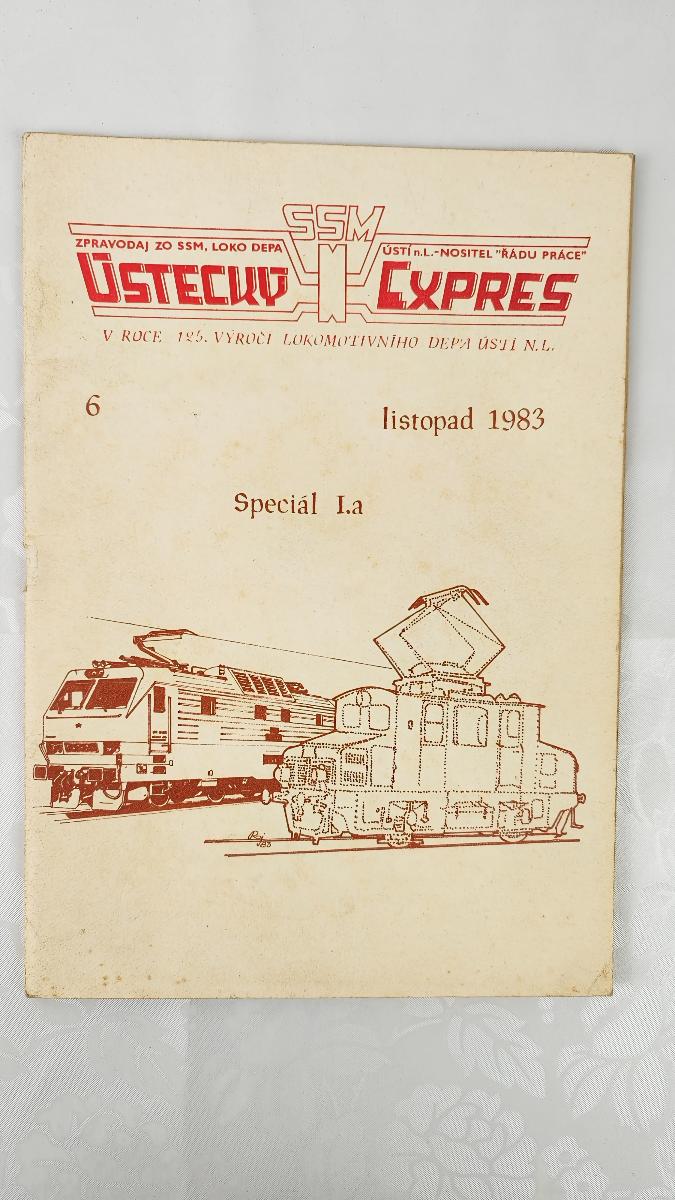 SSM
ZPRAVODAJ ZO SSM, LOKO DEPA ÚSTÍ n.L.-NOSITEL "ŘÁDU PRÁCE"
ÚSTECKÝ EXPRES
V ROCE 125. VÝROČÍ LOKOMOTIVNÍHO DEPA ÚSTÍ N.L.
6 listopad 1983
Speciál I.a